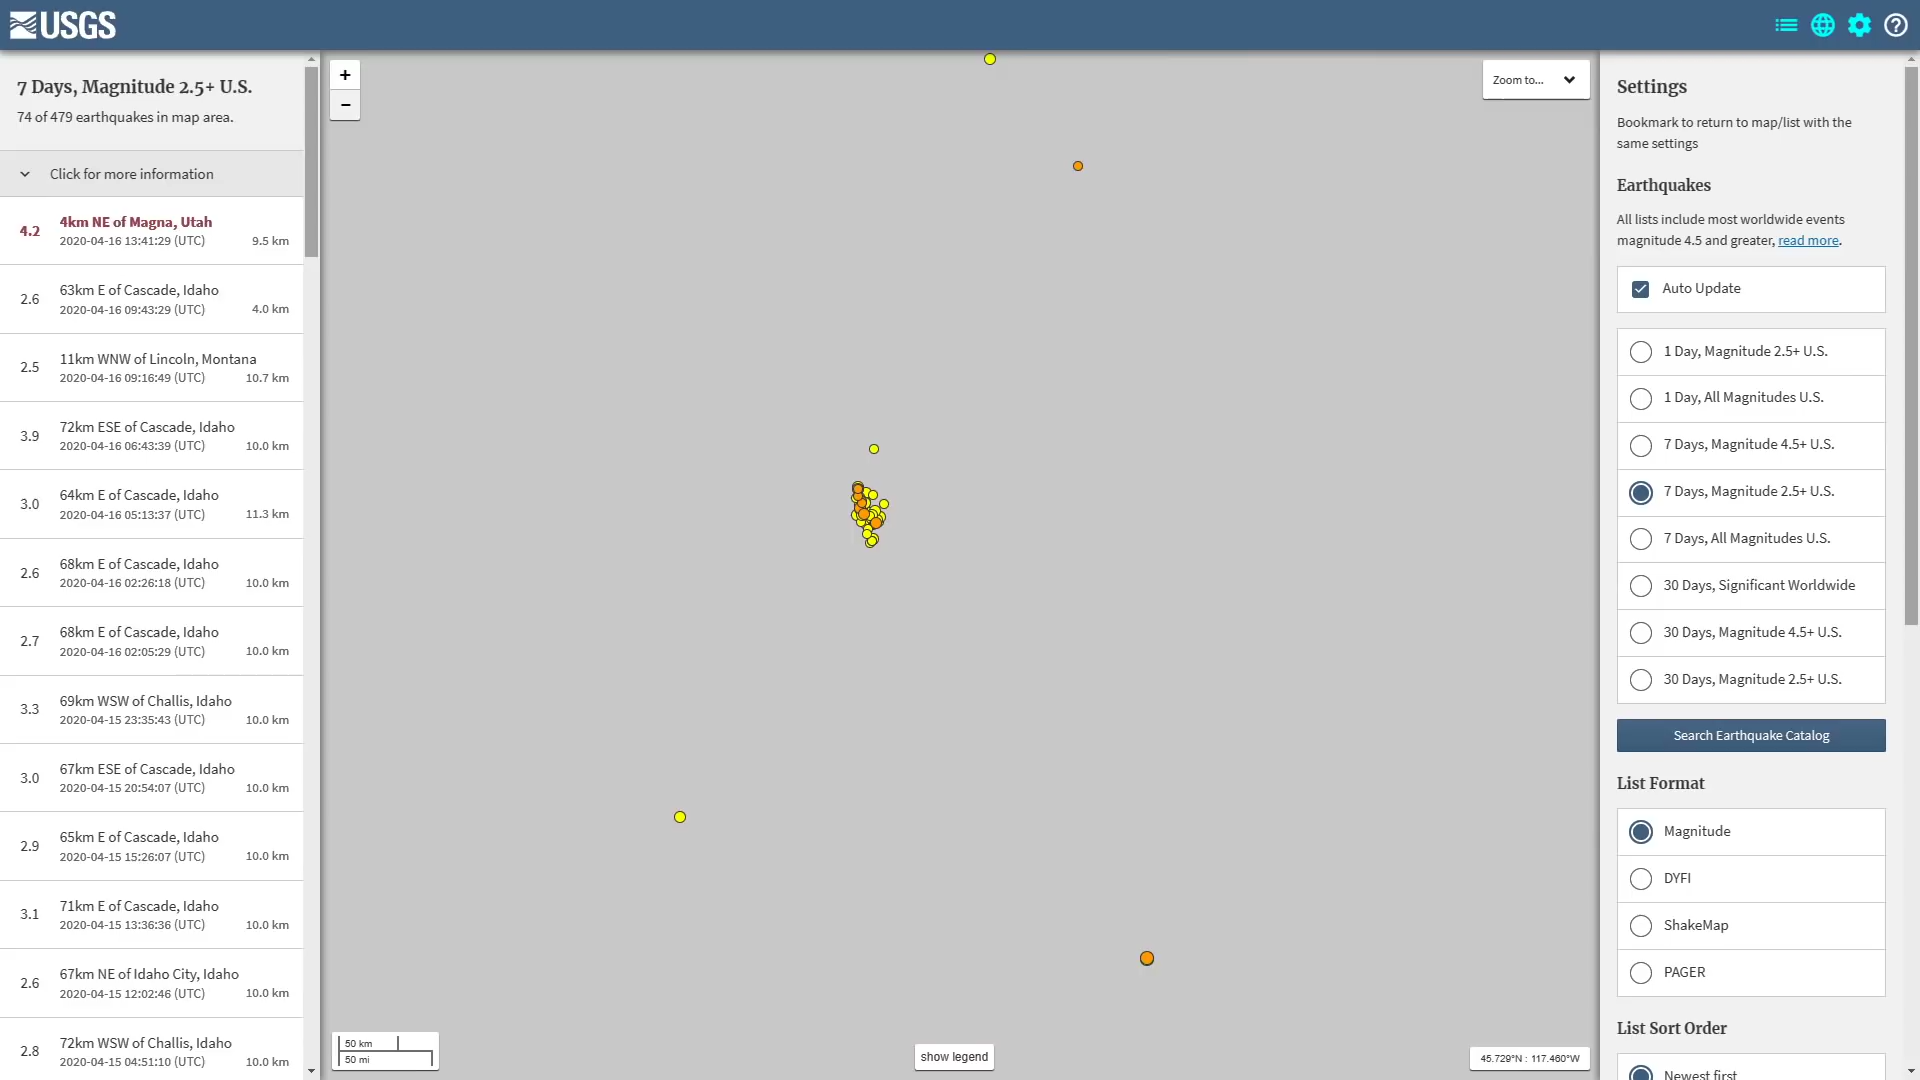 USGS
7 Days, Magnitude 2.5+ U.S.
74 of 479 earthquakes in map area.
Click for more information
4.2
4km NE of Magna, Utah
2020-04-16 13:41:29 (UTC)
9.5 km
2.6
63km E of Cascade, Idaho
2020-04-16 09:43:29 (UTC)
4.0 km
2.5
11km WNW of Lincoln, Montana
2020-04-16 09:16:49 (UTC)
10.7 km
3.9
72km ESE of Cascade, Idaho
2020-04-16 06:43:39 (UTC)
10.0 km
3.0
64km E of Cascade, Idaho
2020-04-16 05:13:37 (UTC)
11.3 km
2.6
68km E of Cascade, Idaho
2020-04-16 02:26:18 (UTC)
10.0 km
2.7
68km E of Cascade, Idaho
2020-04-16 02:05:29 (UTC)
10.0 km
3.3
69km WSW of Challis, Idaho
2020-04-15 23:35:43 (UTC)
10.0 km
3.0
67km ESE of Cascade, Idaho
2020-04-15 20:54:07 (UTC)
10.0 km
2.9
65km E of Cascade, Idaho
2020-04-15 15:26:07 (UTC)
10.0 km
3.1
71km E of Cascade, Idaho
2020-04-15 13:36:36 (UTC)
10.0 km
2.6
67km NE of Idaho City, Idaho
2020-04-15 12:02:46 (UTC)
10.0 km
2.8
72km WSW of Challis, Idaho
2020-04-15 04:51:10 (UTC)
10.0 km
+
−
Zoom to...
50 km
50 mi
show legend
45.729°N : 117.460°W
Settings
Bookmark to return to map/list with the
same settings
Earthquakes
All lists include most worldwide events
magnitude 4.5 and greater, read more.
Auto Update
1 Day, Magnitude 2.5+ U.S.
1 Day, All Magnitudes U.S.
7 Days, Magnitude 4.5+ U.S.
7 Days, Magnitude 2.5+ U.S.
7 Days, All Magnitudes U.S.
30 Days, Significant Worldwide
30 Days, Magnitude 4.5+ U.S.
30 Days, Magnitude 2.5+ U.S.
Search Earthquake Catalog
List Format
Magnitude
DYFI
ShakeMap
PAGER
List Sort Order
Newest first